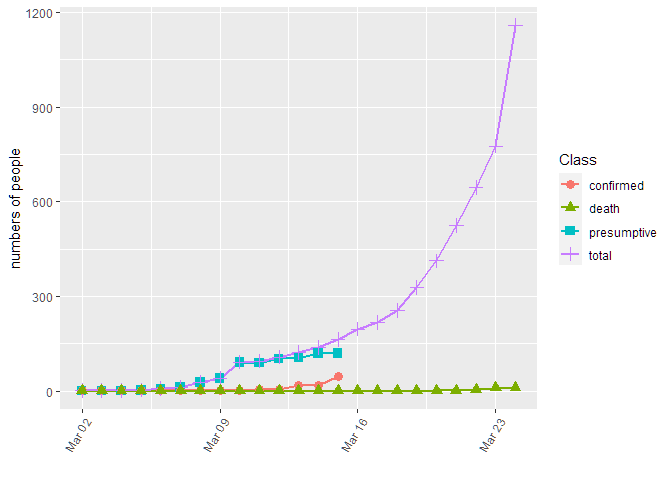 1200
900
600
300
0
numbers of people
Mar 02
Mar 09
Mar 16
Mar 23
Class
confirmed
death
presumptive
total